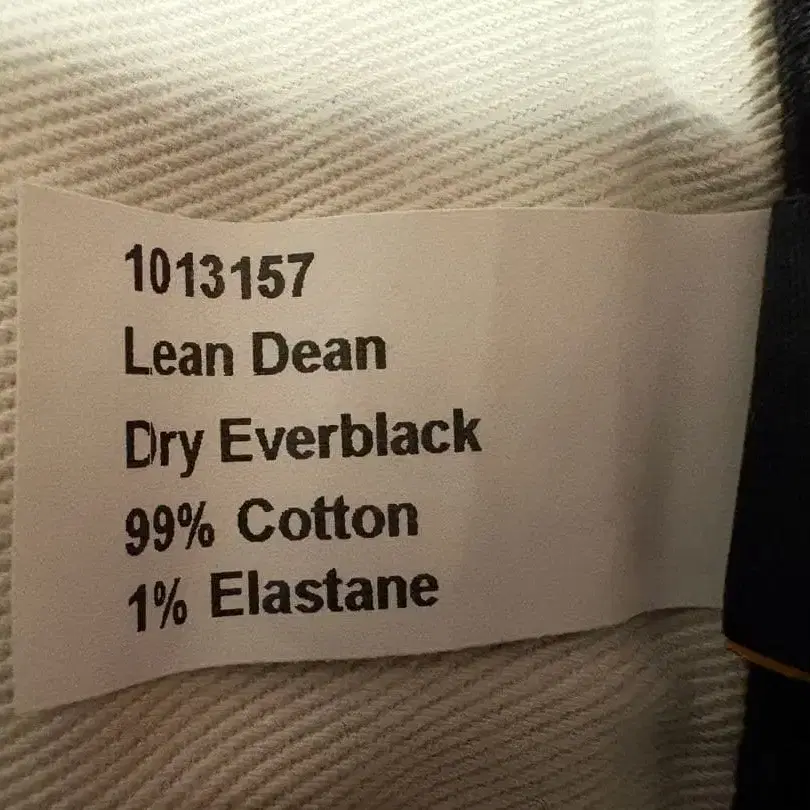 1013157
Lean Dean
Dry Everblack
99% Cotton
1% Elastane